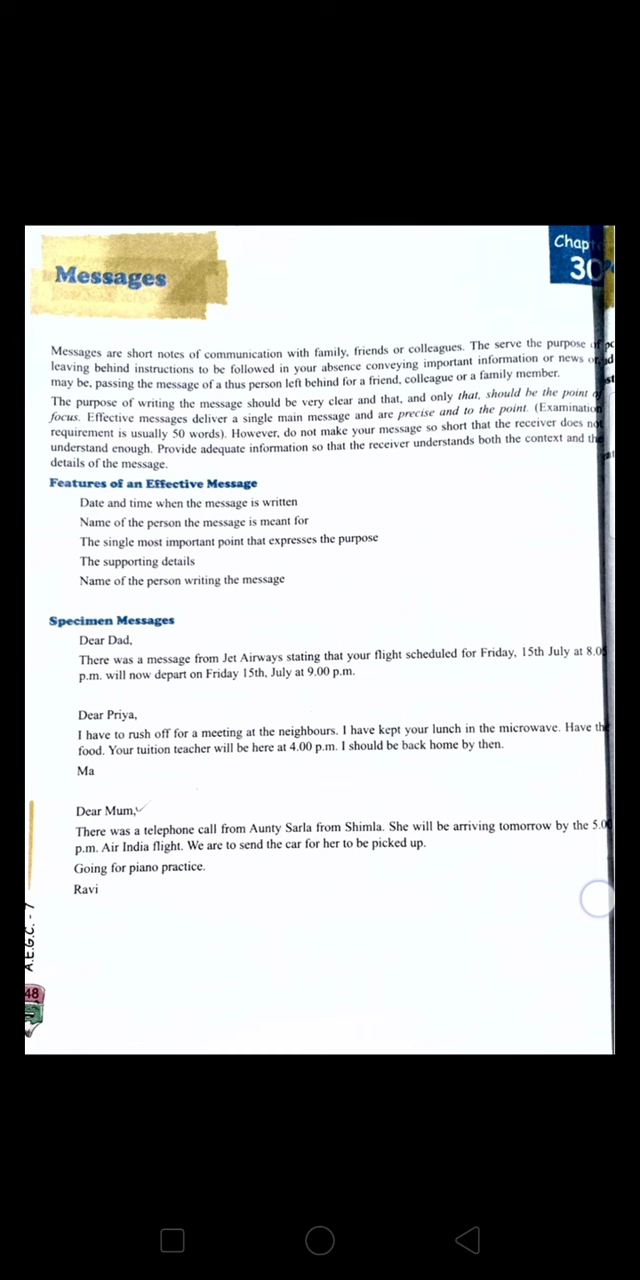 Messages
Chap
30
Messages are short notes of communication with family, friends or colleagues. The serve the purpose of
leaving behind instructions to be followed in your absence conveying important information or news or
may be, passing the message of a thus person left behind for a friend, colleague or a family member.
The purpose of writing the message should be very clear and that, and only that, should be the point of
focus. Effective messages deliver a single main message and are precise and to the point. (Examination
requirement is usually 50 words). However, do not make your message so short that the receiver does not
understand enough. Provide adequate information so that the receiver understands both the context and the
details of the message.
Features of an Effective Message
Date and time when the message is written
Name of the person the message is meant for
The single most important point that expresses the purpose
The supporting details
Name of the person writing the message
Specimen Messages
Dear Dad,
There was a message from Jet Airways stating that your flight scheduled for Friday, 15th July at 8.05
p.m. will now depart on Friday 15th, July at 9.00 p.m.
Dear Priya,
I have to rush off for a meeting at the neighbours. I have kept your lunch in the microwave. Have the
food. Your tuition teacher will be here at 4.00 p.m. I should be back home by then.
Ma
Dear Mum,
There was a telephone call from Aunty Sarla from Shimla. She will be arriving tomorrow by the 5.00
p.m. Air India flight. We are to send the car for her to be picked up.
Going for piano practice.
Ravi
A.E.G.C. - 7
48